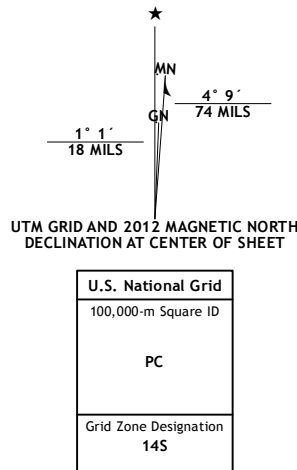 ★
MN
GN
4° 9´
74 MILS
1° 1´
18 MILS
UTM GRID AND 2012 MAGNETIC NORTH
DECLINATION AT CENTER OF SHEET
U.S. National Grid
100,000-m Square ID
PC
Grid Zone Designation
14S